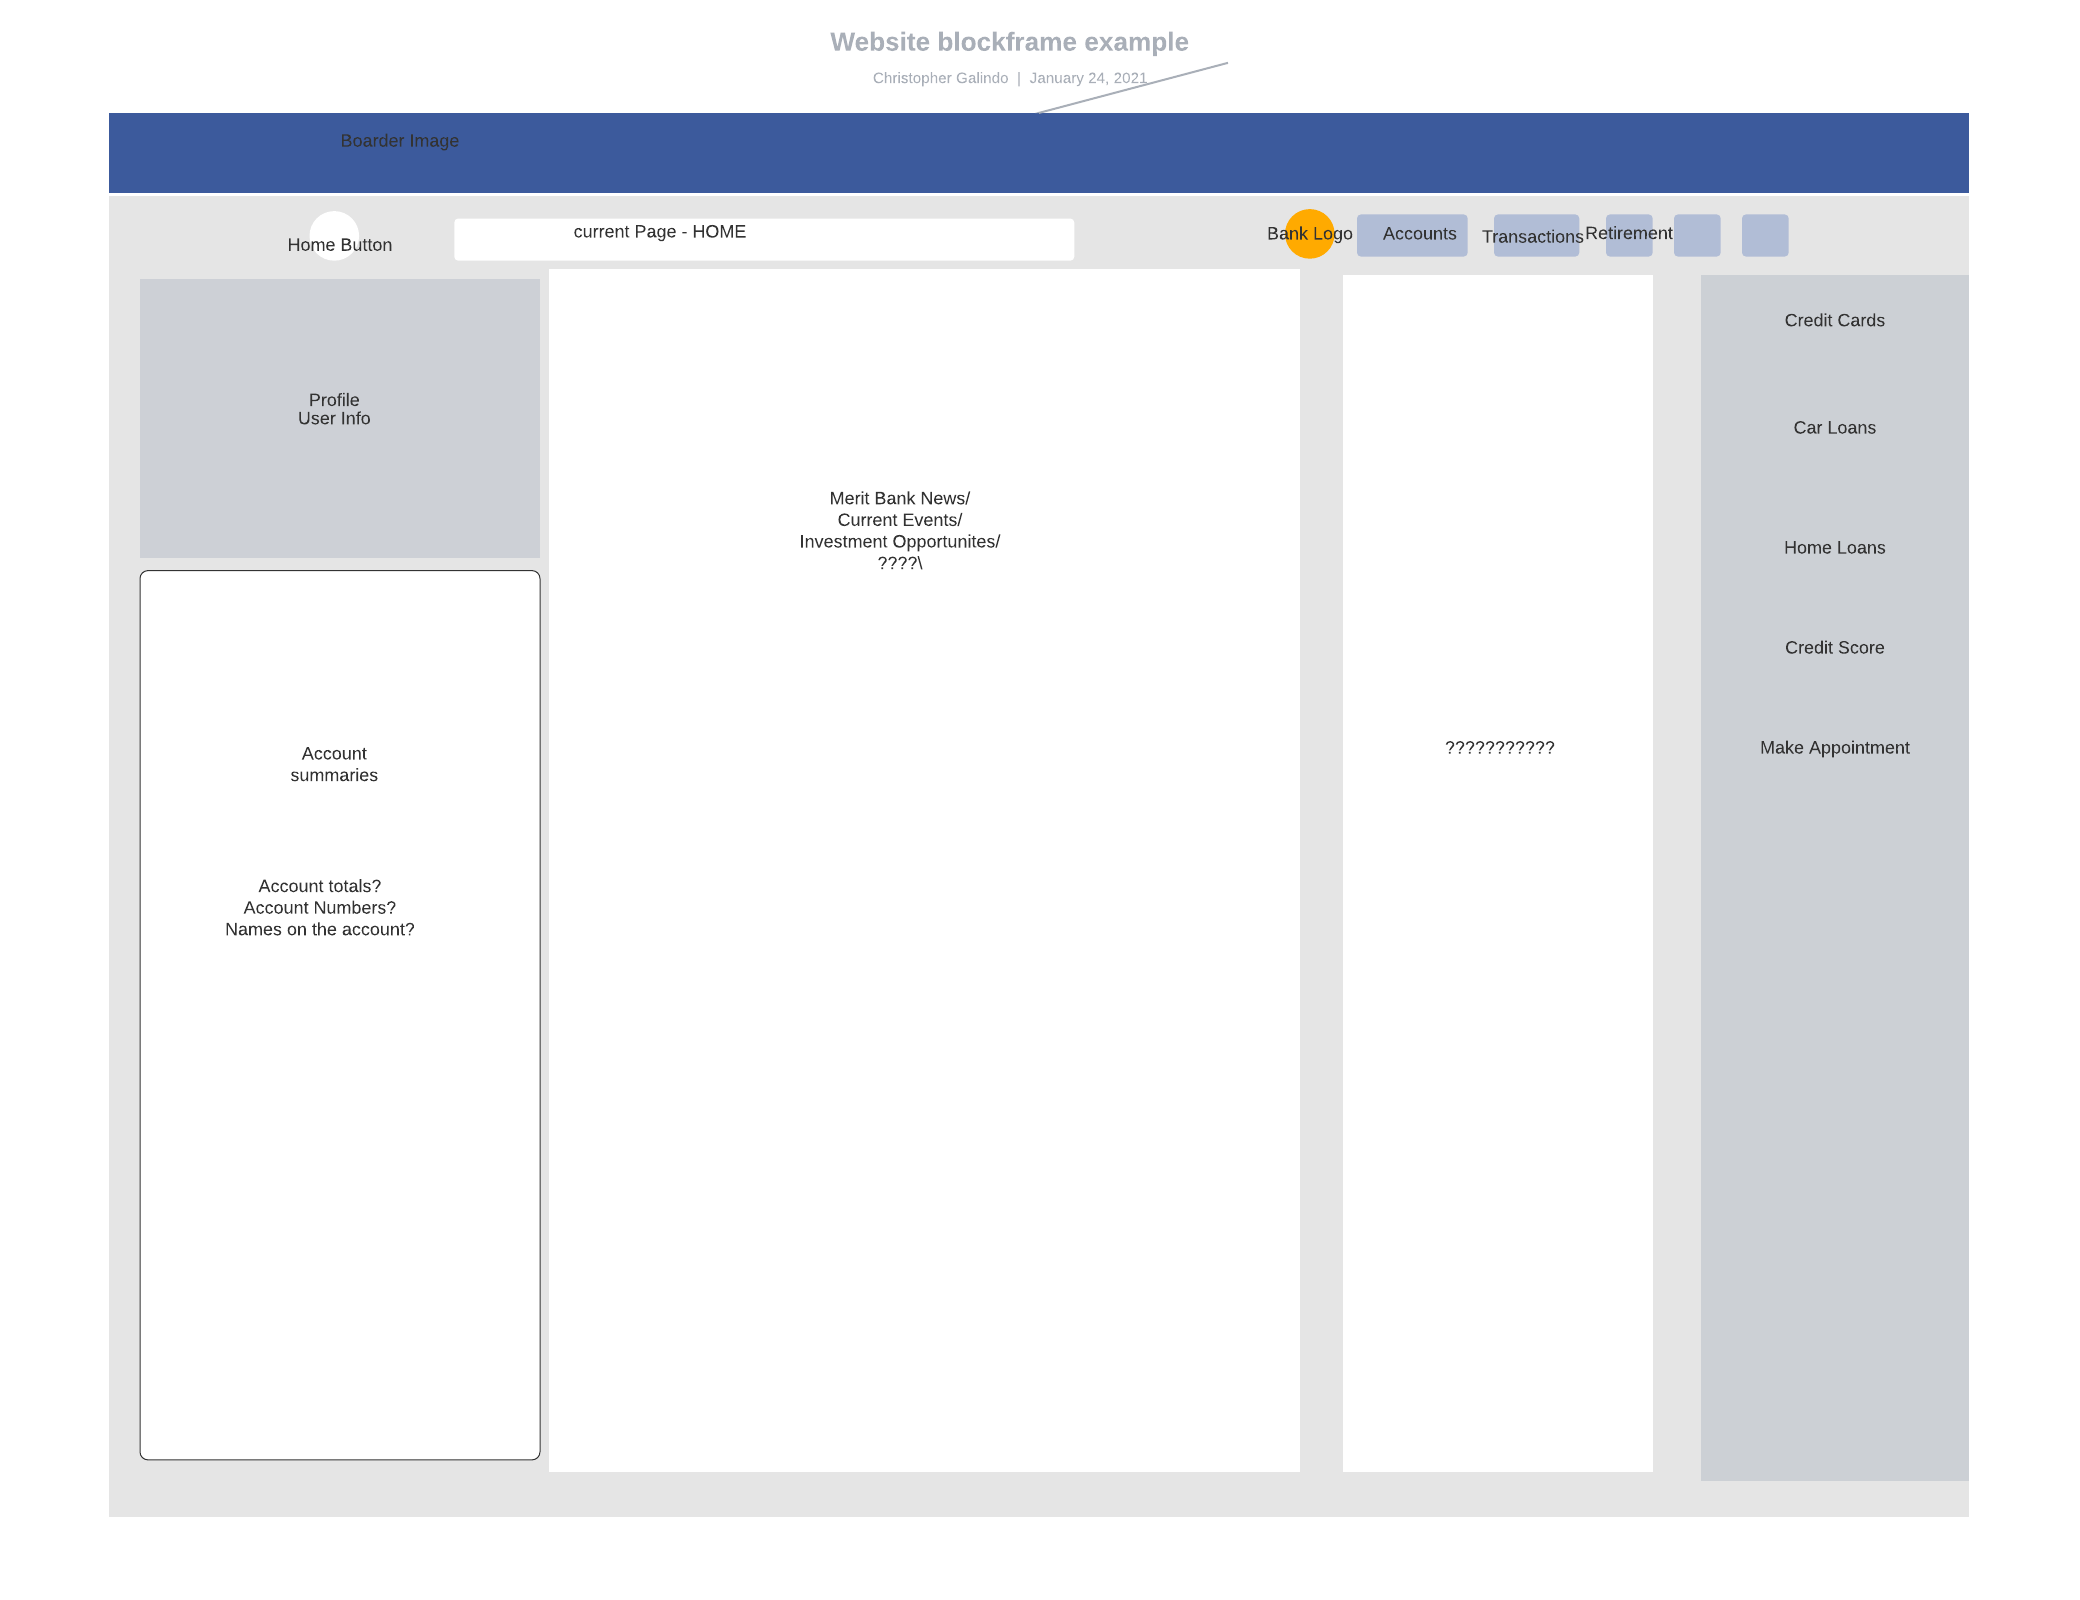 Website blockframe example
Christopher Galindo | January 24, 2021
Boarder Image
Home Button
current Page - HOME
Bank Logo
Accounts
Transactions
Retirement
Profile
User Info
Account
summaries
Account totals?
Account Numbers?
Names on the account?
Merit Bank News/
Current Events/
Investment Opportunites/
????\
???????????
Credit Cards
Car Loans
Home Loans
Credit Score
Make Appointment